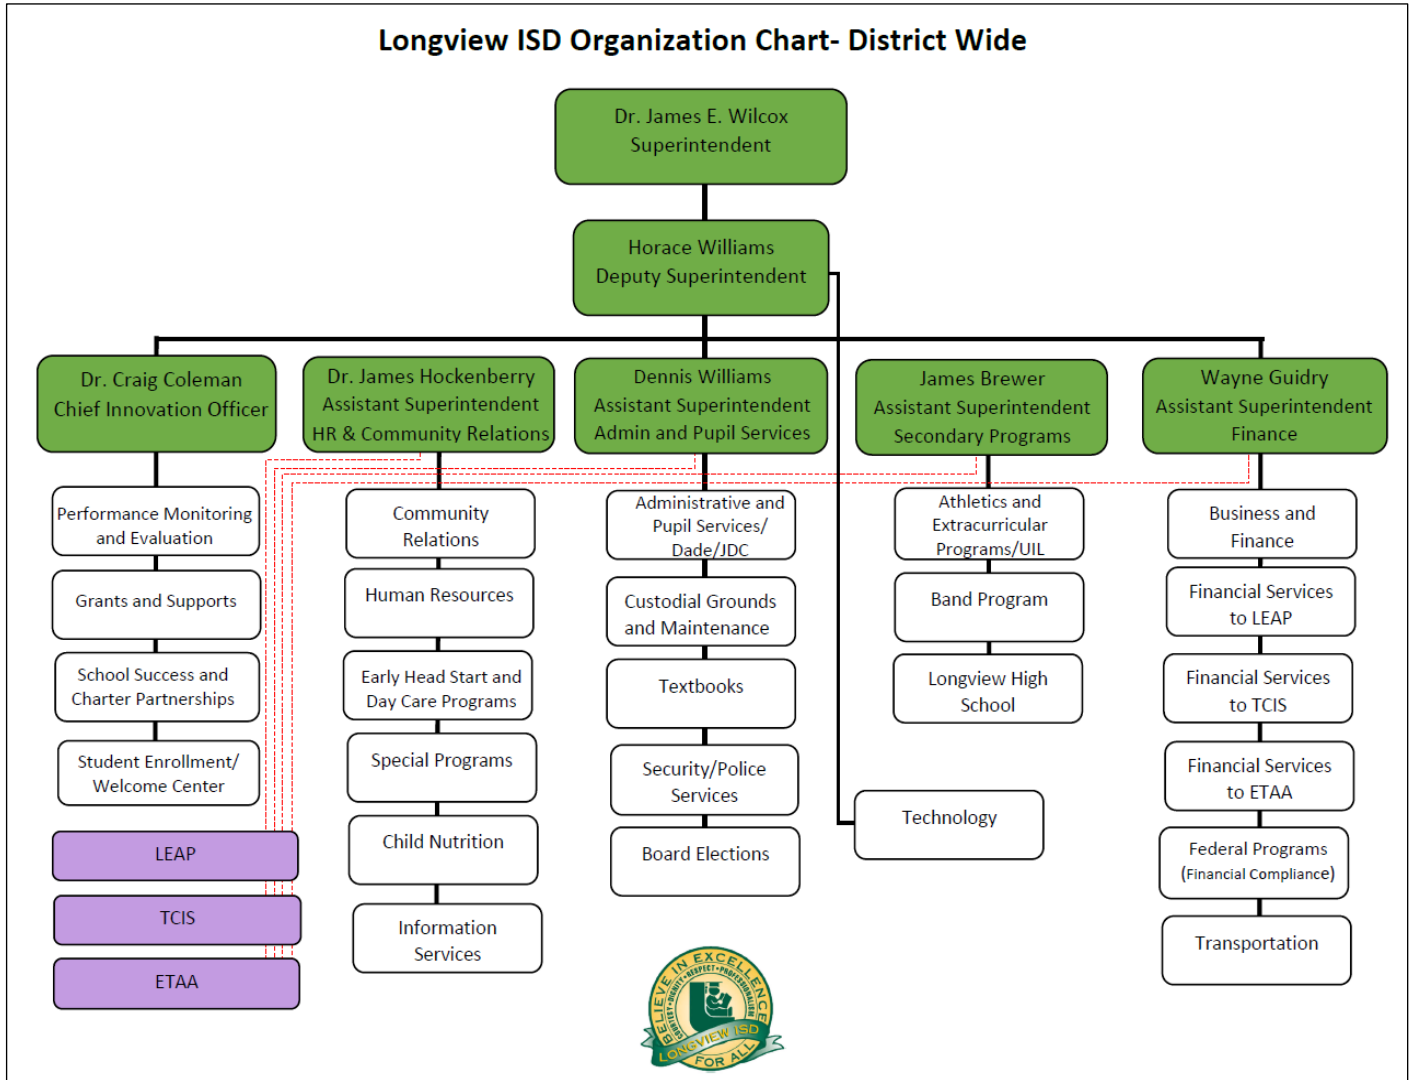 Longview ISD Organization Chart- District Wide
Dr. James E. Wilcox
Superintendent
Horace Williams
Deputy Superintendent
Dr. Craig Coleman
Chief Innovation Officer
Dr. James Hockenberry
Assistant Superintendent
HR & Community Relations
Dennis Williams
Assistant Superintendent
Admin and Pupil Services
James Brewer
Assistant Superintendent
Secondary Programs
Wayne Guidry
Assistant Superintendent
Finance
Performance Monitoring
and Evaluation
Grants and Supports
School Success and
Charter Partnerships
Student Enrollment/
Welcome Center
LEAP
TCIS
ETAA
Community
Relations
Human Resources
Early Head Start and
Day Care Programs
Special Programs
Child Nutrition
Information
Services
Administrative and
Pupil Services/
Dade/JDC
Custodial Grounds
and Maintenance
Textbooks
Security/Police
Services
Board Elections
Athletics and
Extracurricular
Programs/UIL
Band Program
Longview High
School
Technology
Business and
Finance
Financial Services
to LEAP
Financial Services
to TCIS
Financial Services
to ETAA
Federal Programs
(Financial Compliance)
Transportation
BELIEVE IN EXCELLENCE
COURTESY•DIGNITY•RESPECT•PROFESSIONALISM
LONGVIEW ISD
FOR ALL